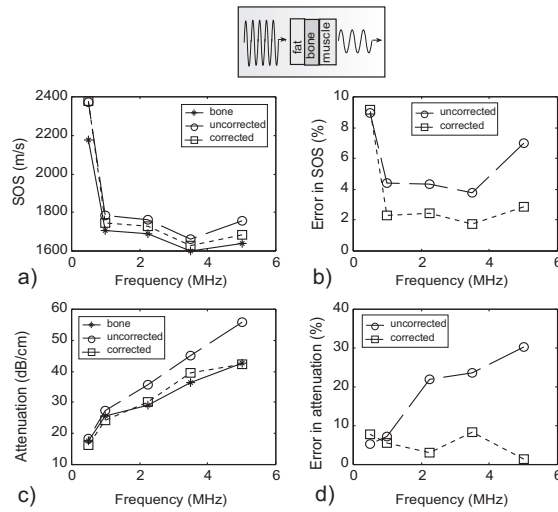 fat
bone
muscle
2400
2200
2000
1800
1600
SOS (m/s)
bone
uncorrected
corrected
0 2 4 6
Frequency (MHz)
a)
10
8
6
4
2
0
Error in SOS (%)
uncorrected
corrected
0 2 4 6
Frequency (MHz)
b)
60
50
40
30
20
10
Attenuation (dB/cm)
bone
uncorrected
corrected
0 2 4 6
Frequency (MHz)
c)
40
30
20
10
0
Error in attenuation (%)
uncorrected
corrected
0 2 4 6
Frequency (MHz)
d)